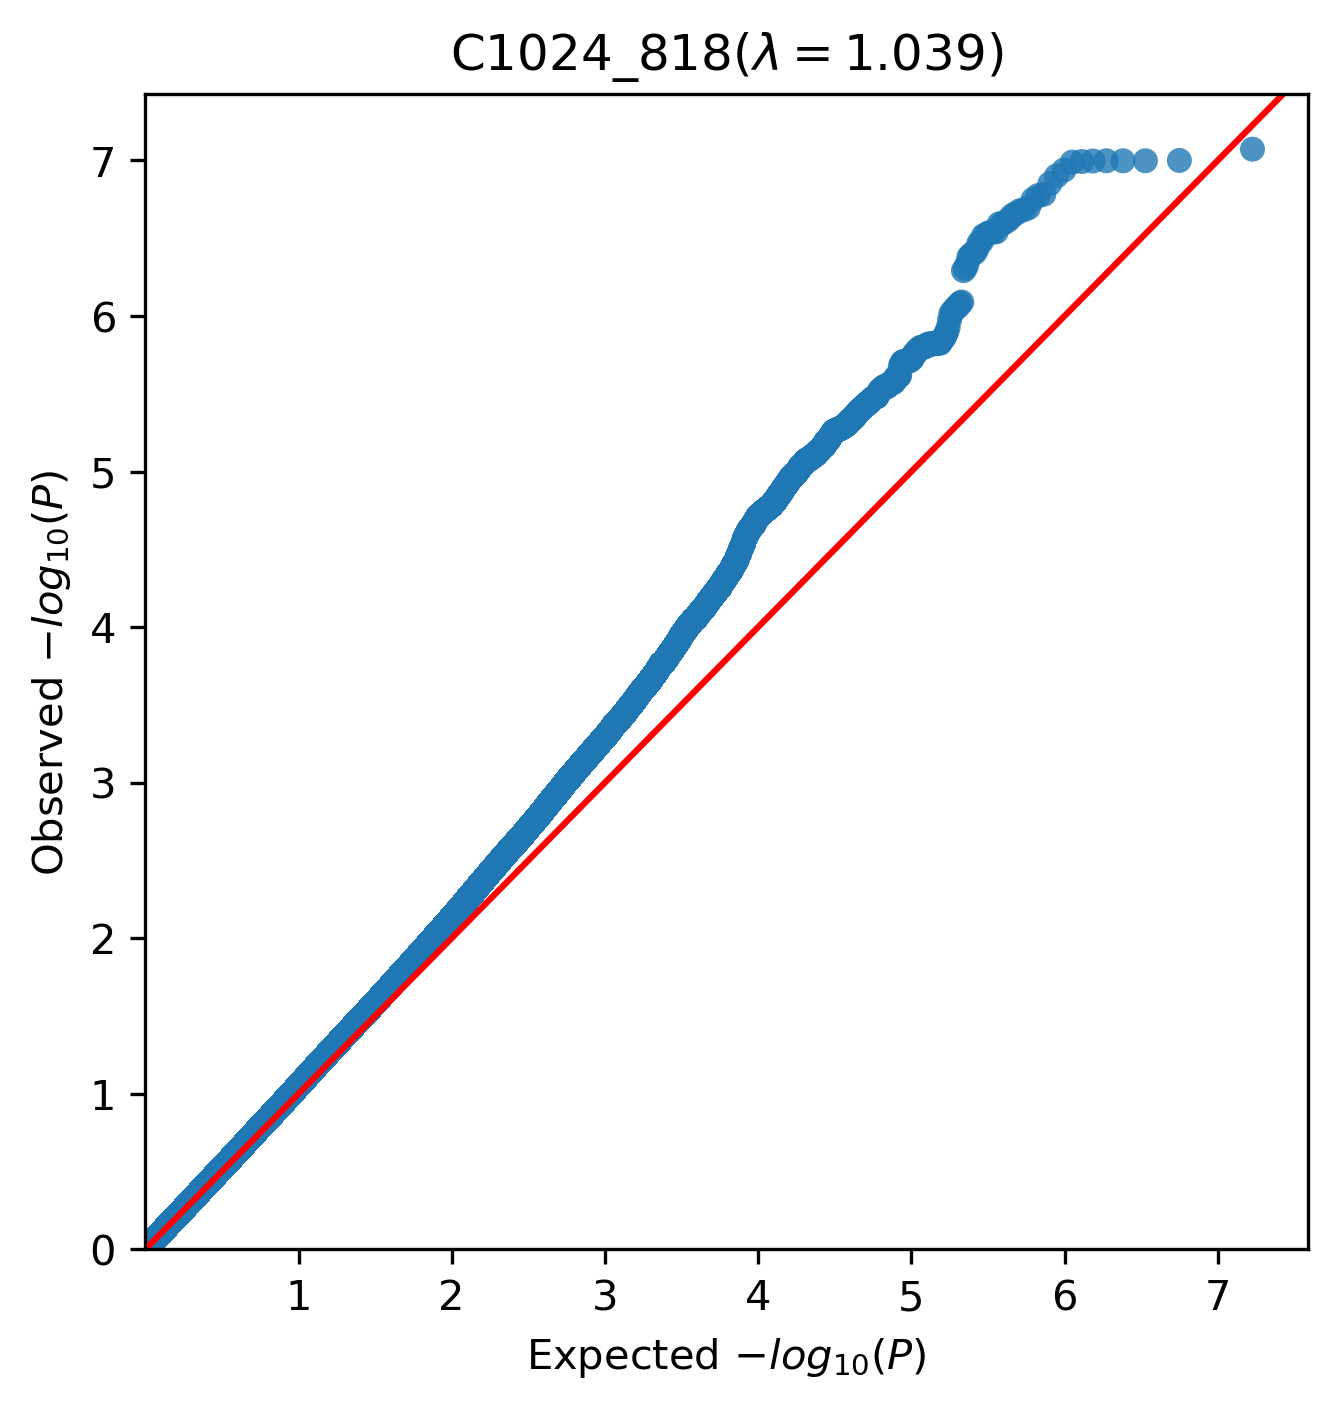 C1024_818(λ = 1.039)
7
6
5
4
3
2
1
0
Observed −log₁₀(P)
1 2 3 4 5 6 7
Expected −log₁₀(P)